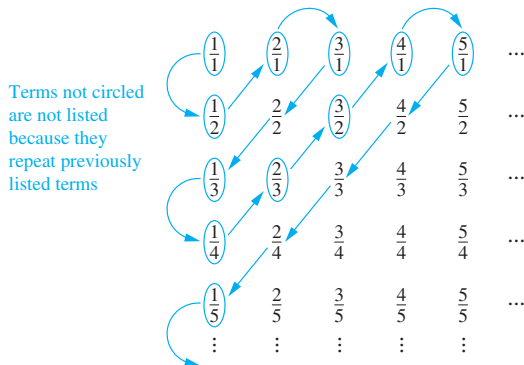 1/1 2/1 3/1 4/1 5/1 ...
Terms not circled
are not listed
because they
repeat previously
listed terms
1/2 2/2 3/2 4/2 5/2 ...
1/3 2/3 3/3 4/3 5/3 ...
1/4 2/4 3/4 4/4 5/4 ...
1/5 2/5 3/5 4/5 5/5 ...
⋮ ⋮ ⋮ ⋮ ⋮